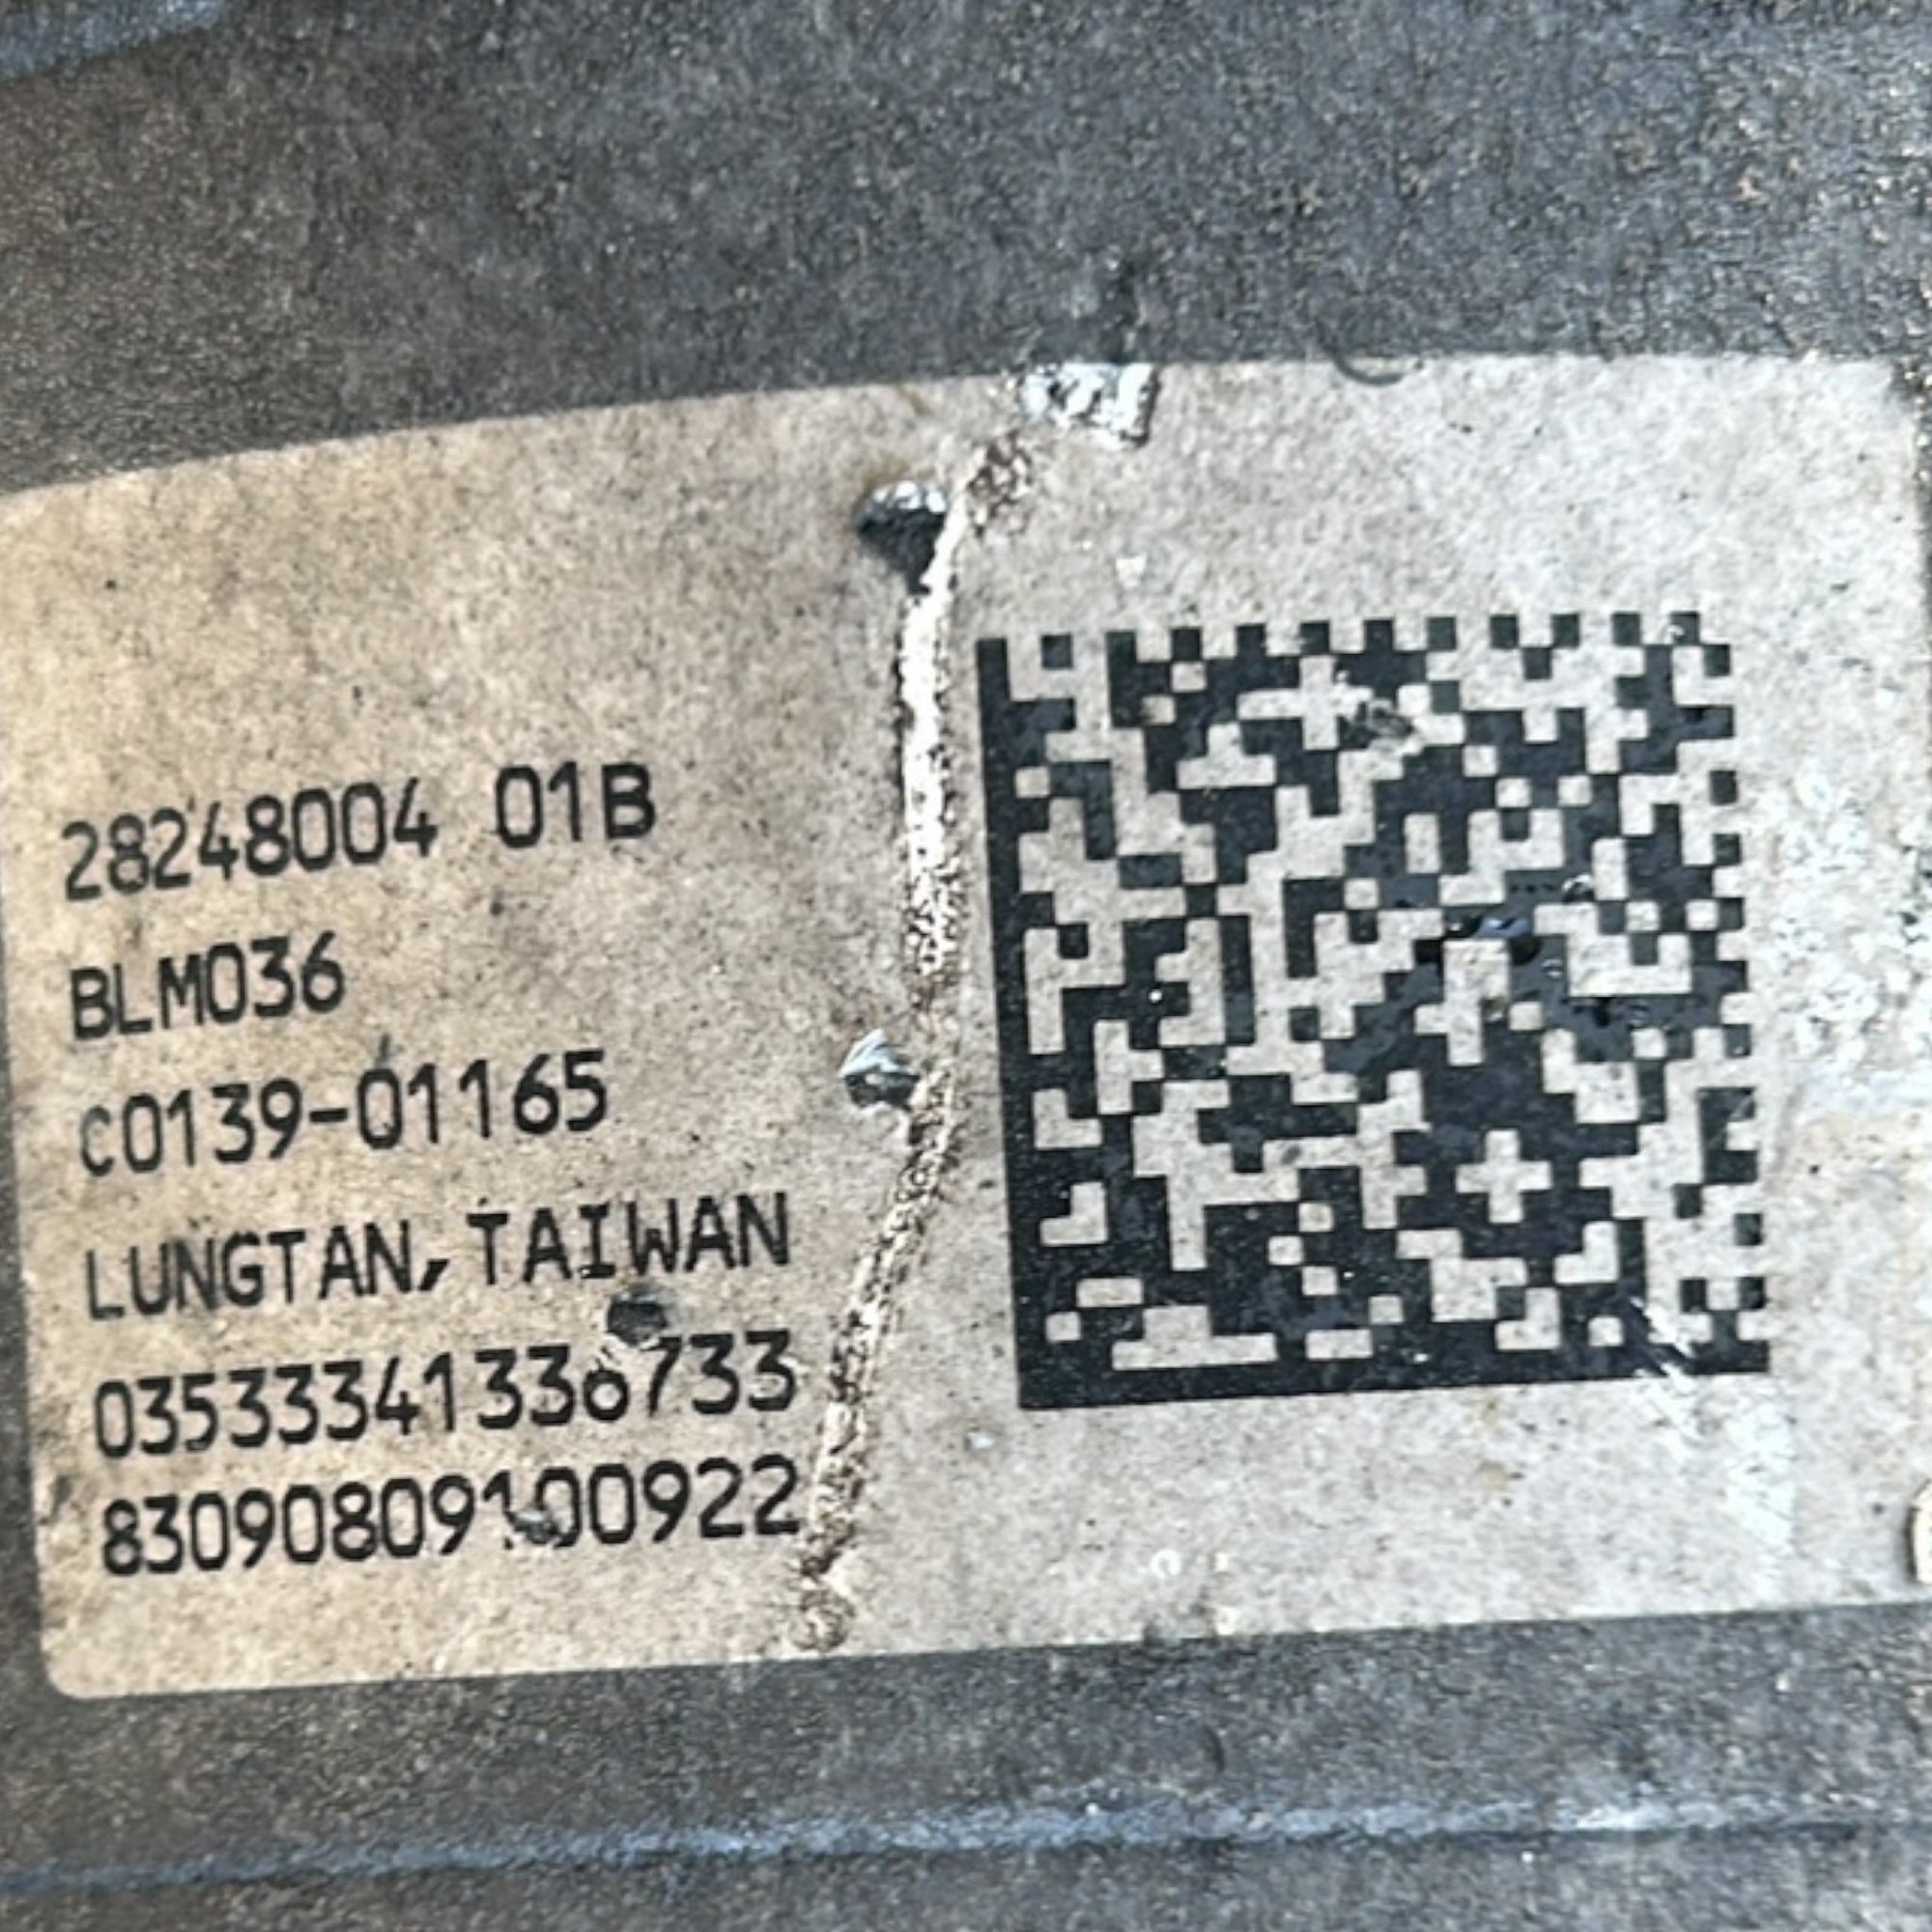 28248004 01B
BLM036
C0139-01165
LUNGTAN,TAIWAN
03533341336733
83090809100922